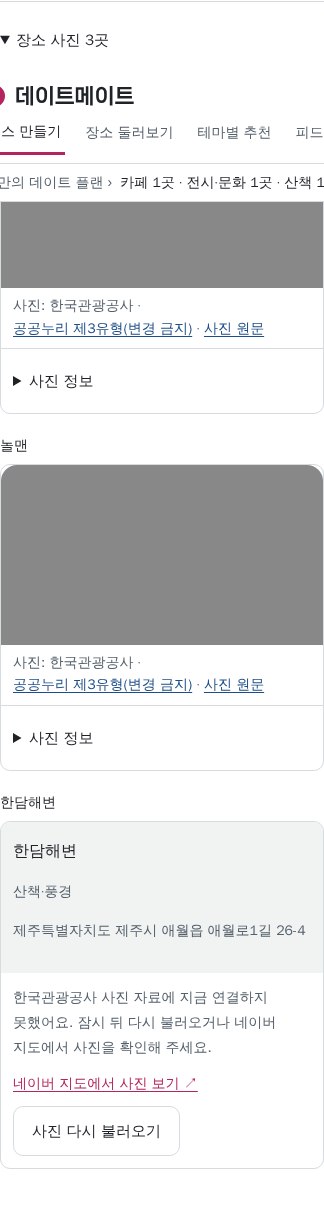 ▼ 장소 사진 3곳
데이트메이트
스 만들기 장소 둘러보기 테마별 추천 피드
만의 데이트 플랜 › 카페 1곳 · 전시·문화 1곳 · 산책 1
사진: 한국관광공사 ·
공공누리 제3유형(변경 금지) · 사진 원문
▶ 사진 정보
놀맨
사진: 한국관광공사 ·
공공누리 제3유형(변경 금지) · 사진 원문
▶ 사진 정보
한담해변
한담해변
산책·풍경
제주특별자치도 제주시 애월읍 애월로1길 26-4
한국관광공사 사진 자료에 지금 연결하지
못했어요. 잠시 뒤 다시 불러오거나 네이버
지도에서 사진을 확인해 주세요.
네이버 지도에서 사진 보기 ↗
사진 다시 불러오기